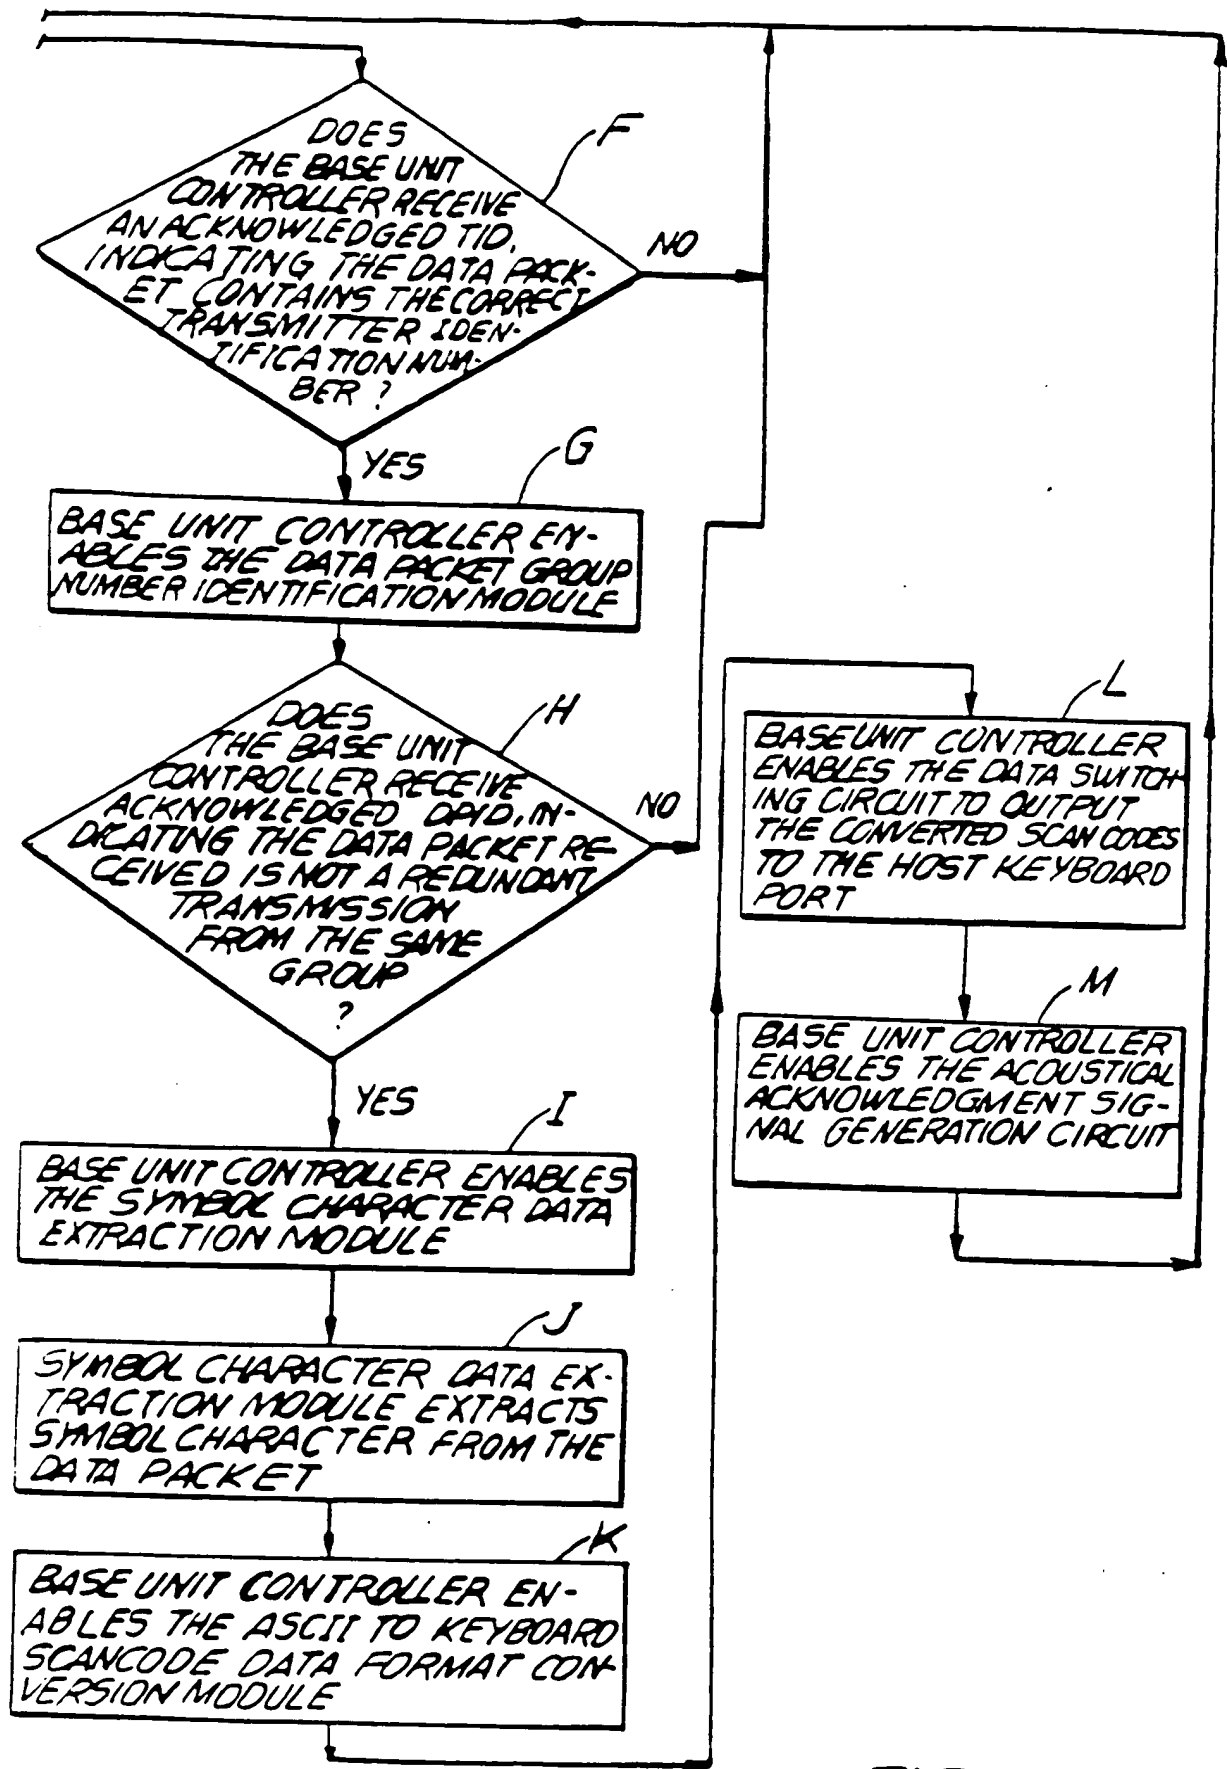 DOES
THE BASE UNIT
CONTROLLER RECEIVE
AN ACKNOWLEDGED TID,
INDICATING THE DATA PACK-
ET CONTAINS THE CORRECT
TRANSMITTER IDEN-
TIFICATION NUM-
BER ?
F
NO
YES
G
BASE UNIT CONTROLLER EN-
ABLES THE DATA PACKET GROUP
NUMBER IDENTIFICATION MODULE
DOES
THE BASE UNIT
CONTROLLER RECEIVE
ACKNOWLEDGED DPID, IN-
DICATING THE DATA PACKET RE-
CEIVED IS NOT A REDUNDANT
TRANSMISSION
FROM THE SAME
GROUP
?
H
NO
YES
I
BASE UNIT CONTROLLER ENABLES
THE SYMBOL CHARACTER DATA
EXTRACTION MODULE
J
SYMBOL CHARACTER DATA EX-
TRACTION MODULE EXTRACTS
SYMBOL CHARACTER FROM THE
DATA PACKET
K
BASE UNIT CONTROLLER EN-
ABLES THE ASCII TO KEYBOARD
SCANCODE DATA FORMAT CON-
VERSION MODULE
L
BASE UNIT CONTROLLER
ENABLES THE DATA SWITCH-
ING CIRCUIT TO OUTPUT
THE CONVERTED SCAN CODES
TO THE HOST KEYBOARD
PORT
M
BASE UNIT CONTROLLER
ENABLES THE ACOUSTICAL
ACKNOWLEDGMENT SIG-
NAL GENERATION CIRCUIT